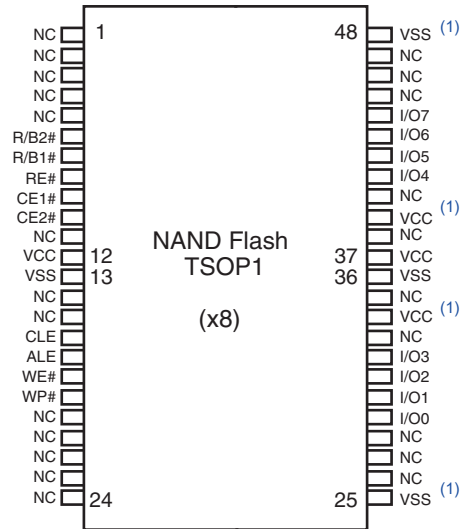 NC 1 48 VSS (1)
NC NC
NC NC
NC NC
NC I/O7
R/B2# I/O6
R/B1# I/O5
RE# I/O4
CE1# NC
CE2# VCC (1)
NC NAND Flash NC
VCC 12 TSOP1 37 VCC
VSS 13 36 VSS
NC NC
NC (x8) VCC (1)
CLE NC
ALE I/O3
WE# I/O2
WP# I/O1
NC I/O0
NC NC
NC NC
NC NC
NC 24 25 VSS (1)